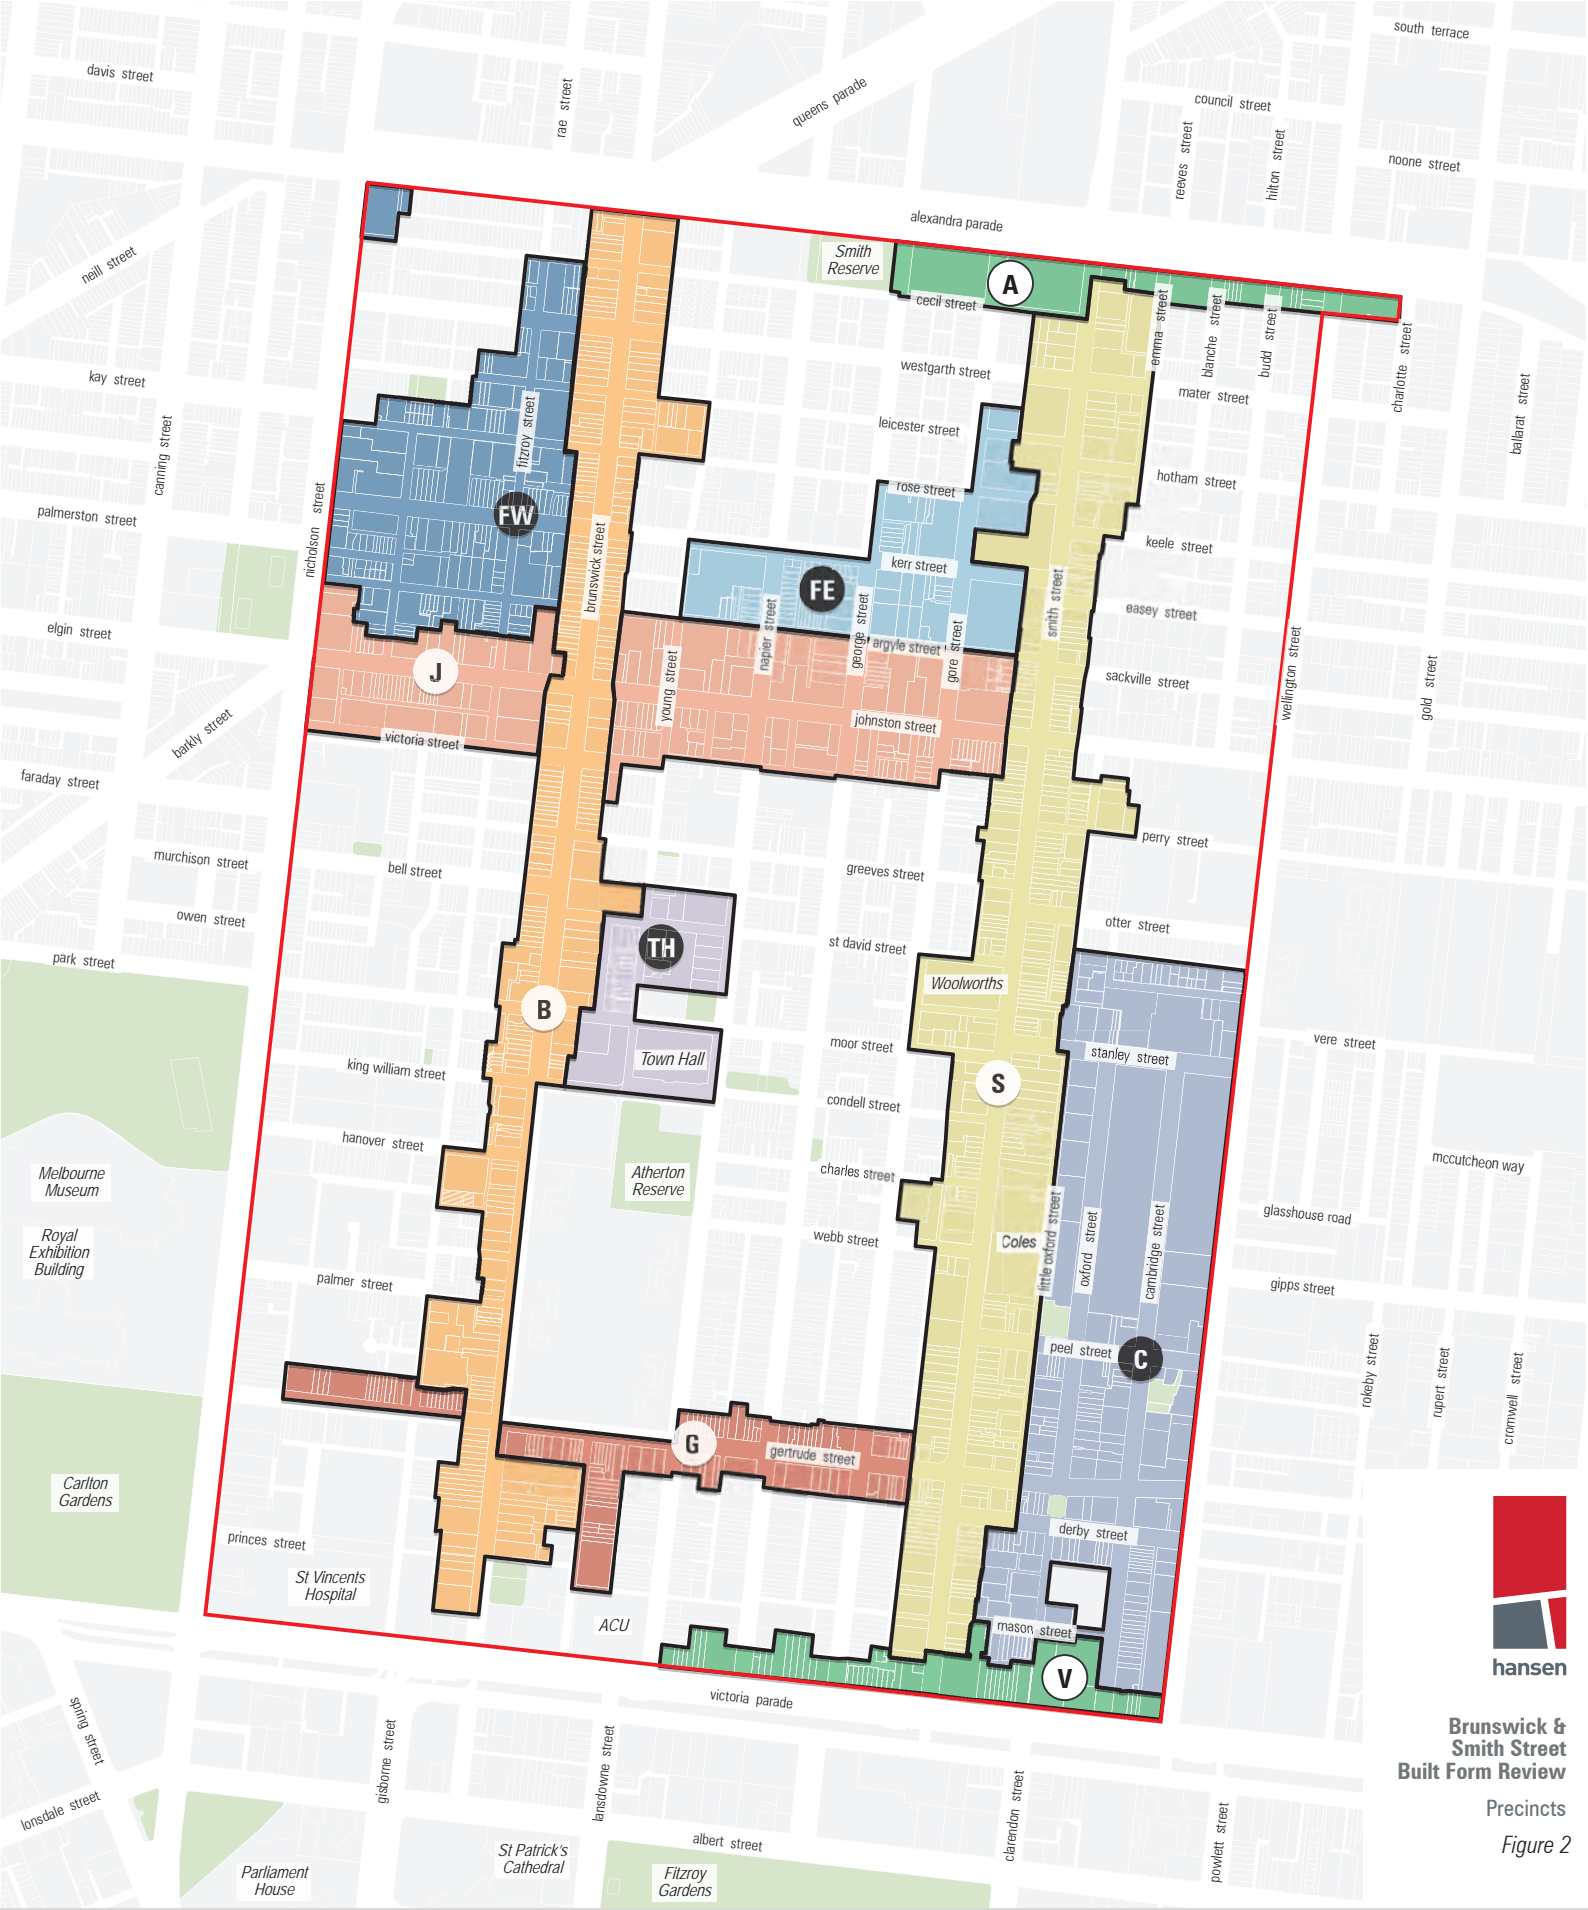 south terrace
davis street
rae street
queens parade
council street
reeves street
hilton street
noone street
alexandra parade
neill street
Smith
Reserve
A
cecil street
emma street
blanche street
budd street
charlotte street
westgarth street
kay street
mater street
ballarat street
canning street
fitzroy street
leicester street
hotham street
rose street
nicholson street
palmerston street
FW
brunswick street
keele street
kerr street
FE
smith street
easey street
elgin street
napier street
george street
argyle street
gore street
wellington street
J
young street
sackville street
gold street
barkly street
johnston street
victoria street
faraday street
perry street
murchison street
bell street
greeves street
owen street
otter street
park street
st david street
TH
Woolworths
B
moor street
vere street
stanley street
Town Hall
king william street
S
condell street
hanover street
Melbourne
Museum
Atherton
Reserve
charles street
mccutcheon way
Royal
Exhibition
Building
webb street
Coles
little oxford street
oxford street
cambridge street
glasshouse road
palmer street
gipps street
peel street
C
rokeby street
rupert street
cromwell street
G
gertrude street
Carlton
Gardens
princes street
derby street
St Vincents
Hospital
ACU
mason street
V
hansen
victoria parade
spring street
gisborne street
lansdowne street
clarendon street
powlett street
lonsdale street
albert street
St Patrick's
Cathedral
Parliament
House
Fitzroy
Gardens
Brunswick &
Smith Street
Built Form Review
Precincts
Figure 2